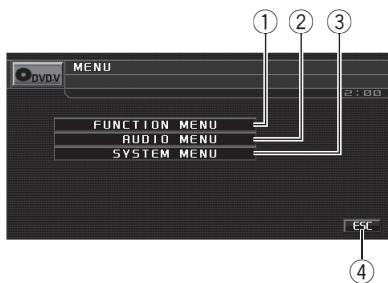 ① ② ③
DVD.V MENU
2:00
FUNCTION MENU
AUDIO MENU
SYSTEM MENU
ESC
④